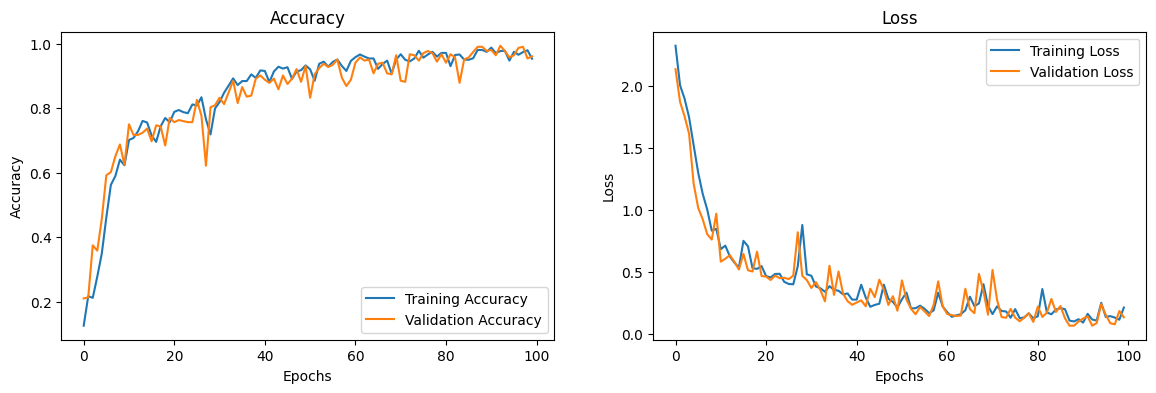 Accuracy
1.0
0.8
0.6
0.4
0.2
Accuracy
Training Accuracy
Validation Accuracy
0 20 40 60 80 100
Epochs
Loss
2.0
1.5
1.0
0.5
0.0
Loss
Training Loss
Validation Loss
0 20 40 60 80 100
Epochs